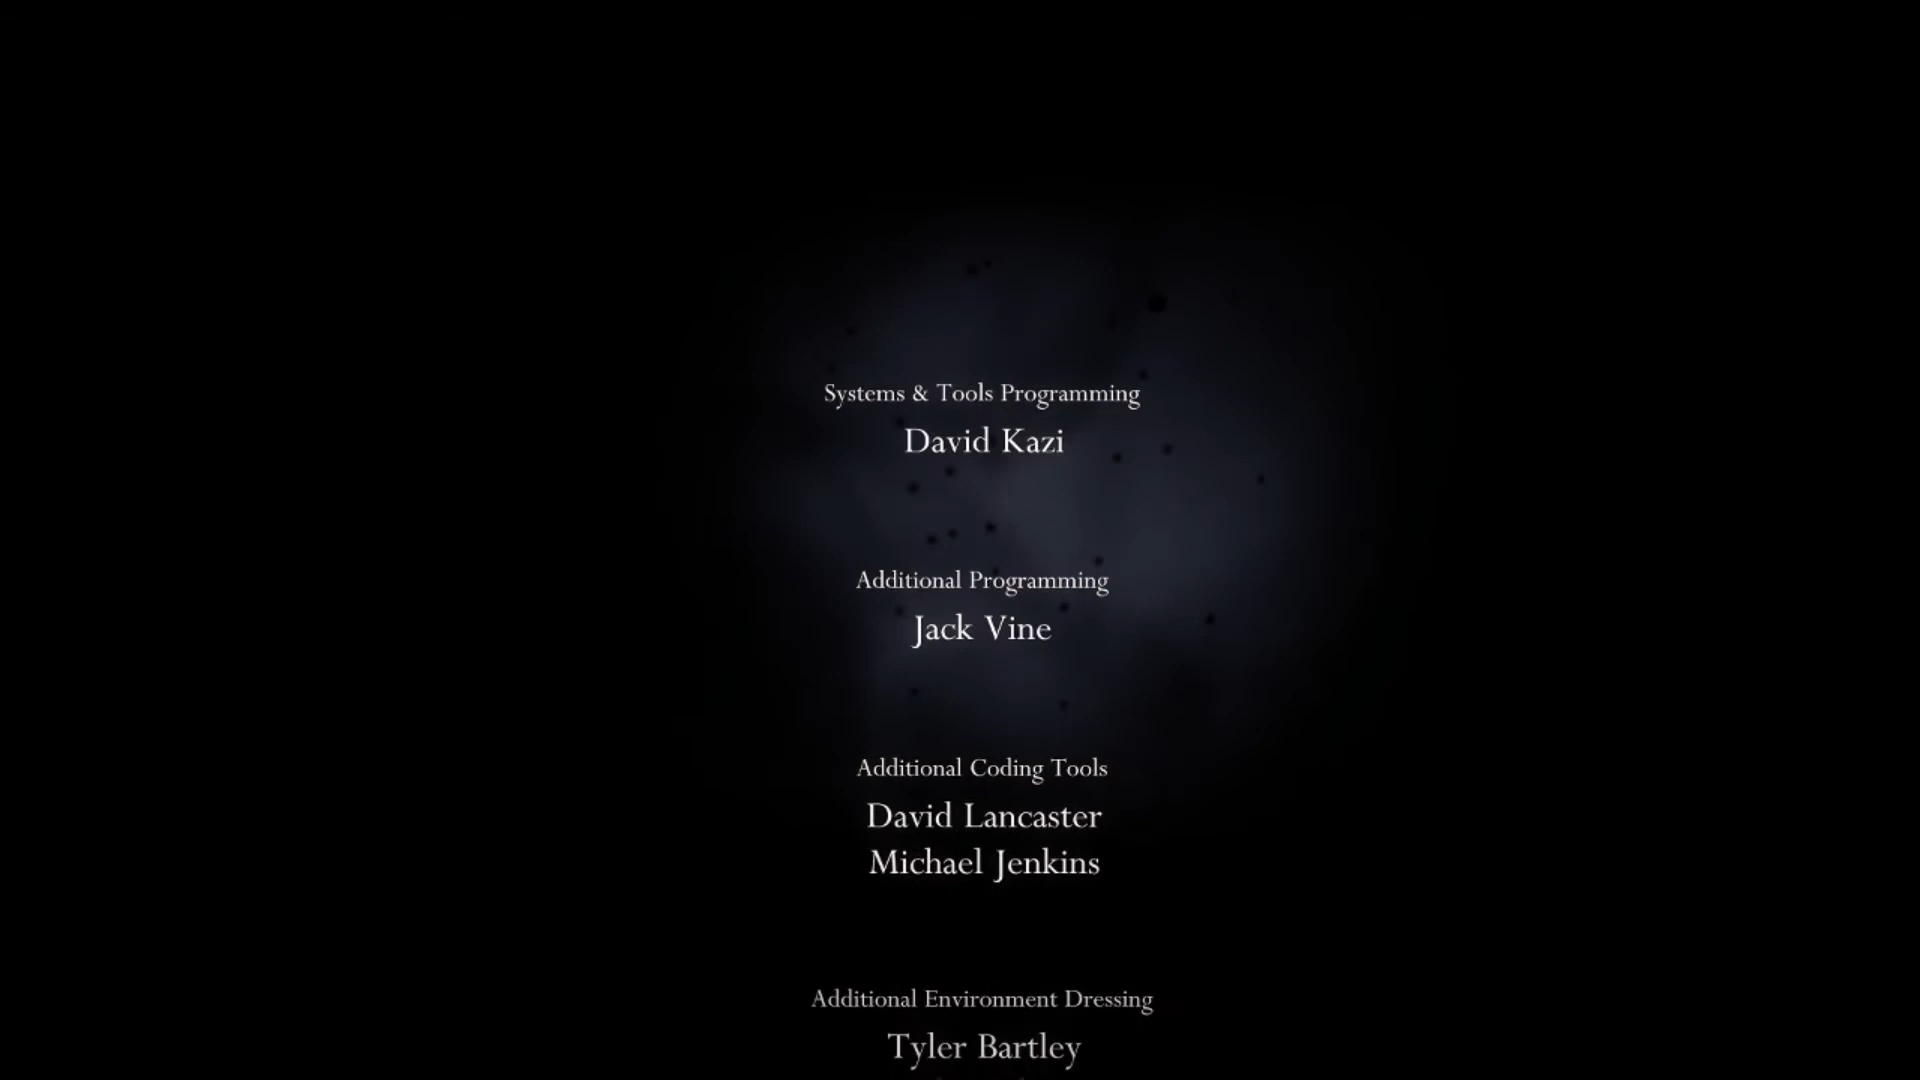 Systems & Tools Programming
David Kazi
Additional Programming
Jack Vine
Additional Coding Tools
David Lancaster
Michael Jenkins
Additional Environment Dressing
Tyler Bartley